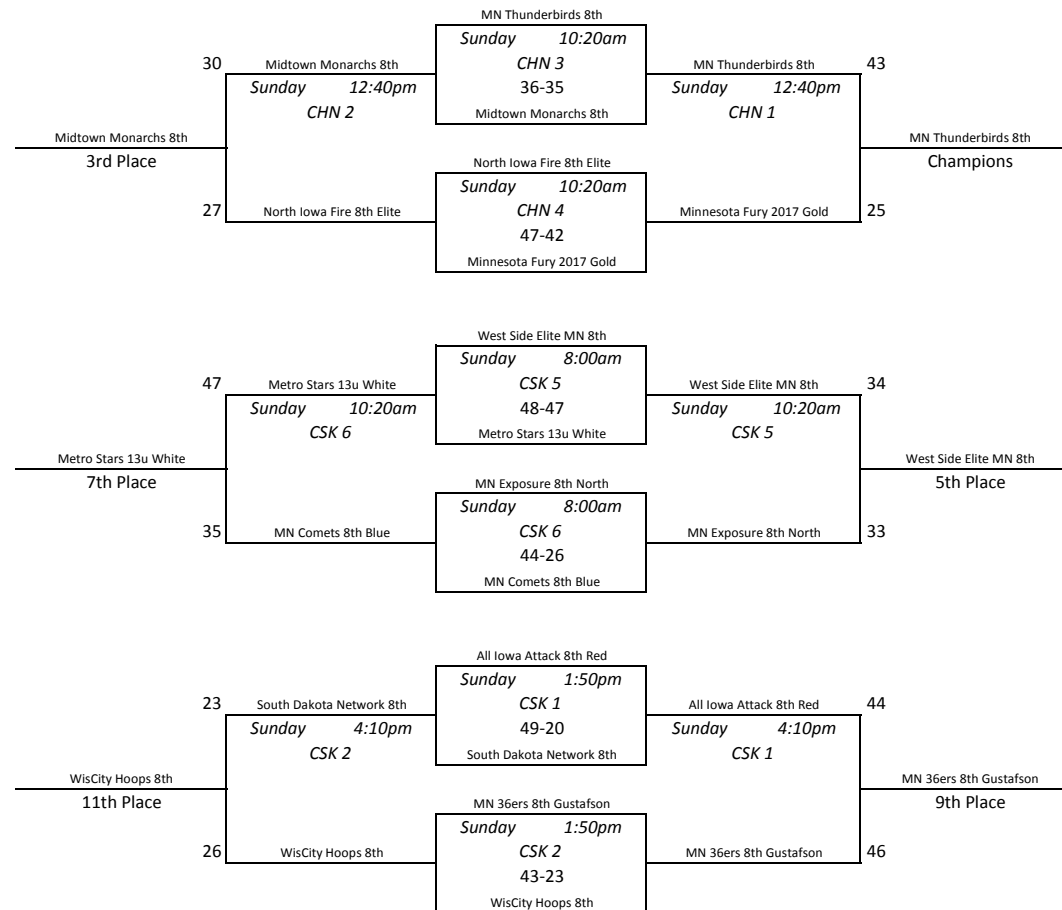 MN Thunderbirds 8th
Sunday 10:20am
30 Midtown Monarchs 8th CHN 3 MN Thunderbirds 8th 43
Sunday 12:40pm 36-35 Sunday 12:40pm
CHN 2 Midtown Monarchs 8th CHN 1
Midtown Monarchs 8th MN Thunderbirds 8th
3rd Place North Iowa Fire 8th Elite Champions
Sunday 10:20am
27 North Iowa Fire 8th Elite CHN 4 Minnesota Fury 2017 Gold 25
47-42
Minnesota Fury 2017 Gold
West Side Elite MN 8th
Sunday 8:00am
47 Metro Stars 13u White CSK 5 West Side Elite MN 8th 34
Sunday 10:20am 48-47 Sunday 10:20am
CSK 6 Metro Stars 13u White CSK 5
Metro Stars 13u White West Side Elite MN 8th
7th Place MN Exposure 8th North 5th Place
Sunday 8:00am
35 MN Comets 8th Blue CSK 6 MN Exposure 8th North 33
44-26
MN Comets 8th Blue
All Iowa Attack 8th Red
Sunday 1:50pm
23 South Dakota Network 8th CSK 1 All Iowa Attack 8th Red 44
Sunday 4:10pm 49-20 Sunday 4:10pm
CSK 2 South Dakota Network 8th CSK 1
WisCity Hoops 8th MN 36ers 8th Gustafson
11th Place MN 36ers 8th Gustafson 9th Place
Sunday 1:50pm
26 WisCity Hoops 8th CSK 2 MN 36ers 8th Gustafson 46
43-23
WisCity Hoops 8th